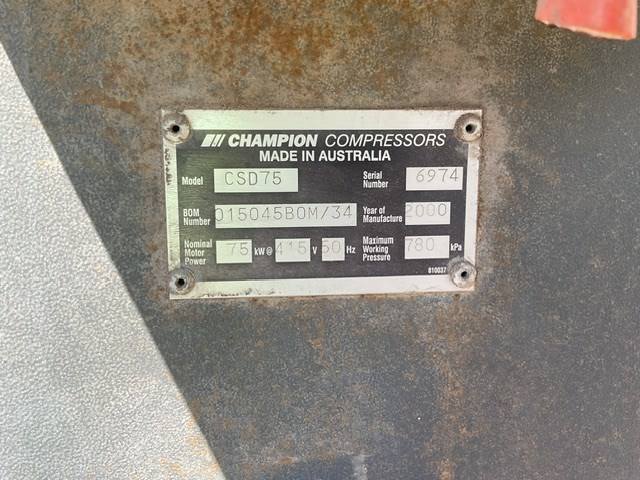 CHAMPION COMPRESSORS
MADE IN AUSTRALIA
Model CSD75 Serial Number 6974
BOM Number 015045BOM/34 Year of Manufacture 2000
Nominal Motor Power 75 kW@ 415 V 50 Hz Maximum Working Pressure 780 kPa
810037